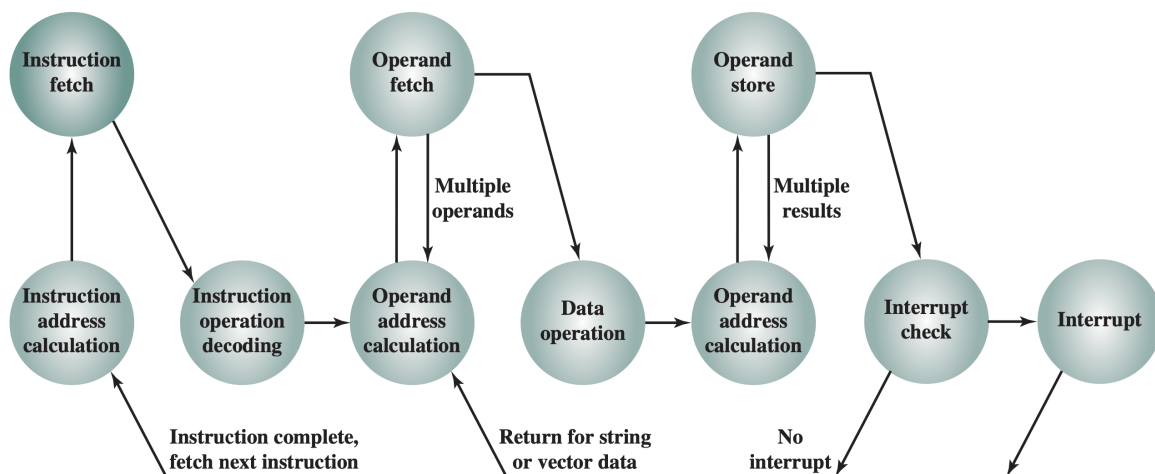 Instruction
fetch
Operand
fetch
Operand
store
Multiple
operands
Multiple
results
Instruction
address
calculation
Instruction
operation
decoding
Operand
address
calculation
Data
operation
Operand
address
calculation
Interrupt
check
Interrupt
Instruction complete,
fetch next instruction
Return for string
or vector data
No
interrupt